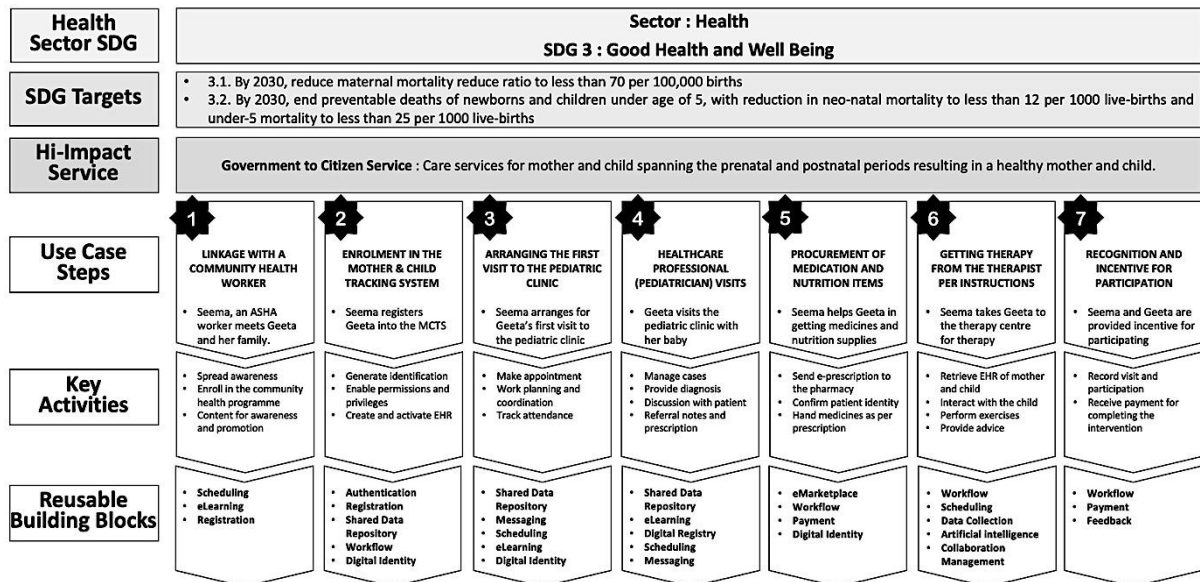 Health
Sector SDG
Sector : Health
SDG 3 : Good Health and Well Being
SDG Targets
• 3.1. By 2030, reduce maternal mortality reduce ratio to less than 70 per 100,000 births
• 3.2. By 2030, end preventable deaths of newborns and children under age of 5, with reduction in neo-natal mortality to less than 12 per 1000 live-births and
under-5 mortality to less than 25 per 1000 live-births
Hi-Impact
Service
Government to Citizen Service : Care services for mother and child spanning the prenatal and postnatal periods resulting in a healthy mother and child.
Use Case
Steps
1
LINKAGE WITH A
COMMUNITY HEALTH
WORKER
• Seema, an ASHA
worker meets Geeta
and her family.
2
ENROLMENT IN THE
MOTHER & CHILD
TRACKING SYSTEM
• Seema registers
Geeta into the MCTS
3
ARRANGING THE FIRST
VISIT TO THE PEDIATRIC
CLINIC
• Seema arranges for
Geeta's first visit to
the pediatric clinic
4
HEALTHCARE
PROFESSIONAL
(PEDIATRICIAN) VISITS
• Geeta visits the
pediatric clinic with
her baby
5
PROCUREMENT OF
MEDICATION AND
NUTRITION ITEMS
• Seema helps Geeta in
getting medicines and
nutrition supplies
6
GETTING THERAPY
FROM THE THERAPIST
PER INSTRUCTIONS
• Seema takes Geeta to
the therapy centre
for therapy
7
RECOGNITION AND
INCENTIVE FOR
PARTICIPATION
• Seema and Geeta are
provided incentive for
participating
Key
Activities
• Spread awareness
• Enroll in the community
health programme
• Content for awareness
and promotion
• Generate identification
• Enable permissions and
privileges
• Create and activate EHR
• Make appointment
• Work planning and
coordination
• Track attendance
• Manage cases
• Provide diagnosis
• Discussion with patient
• Referral notes and
prescription
• Send e-prescription to
the pharmacy
• Confirm patient identity
• Hand medicines as per
prescription
• Retrieve EHR of mother
and child
• Interact with the child
• Perform exercises
• Provide advice
• Record visit and
participation
• Receive payment for
completing the
intervention
Reusable
Building Blocks
• Scheduling
• eLearning
• Registration
• Authentication
• Registration
• Shared Data
Repository
• Workflow
• Digital Identity
• Shared Data
Repository
• Messaging
• Scheduling
• eLearning
• Digital Identity
• Shared Data
Repository
• eLearning
• Digital Registry
• Scheduling
• Messaging
• eMarketplace
• Workflow
• Payment
• Digital Identity
• Workflow
• Scheduling
• Data Collection
• Artificial intelligence
• Collaboration
Management
• Workflow
• Payment
• Feedback